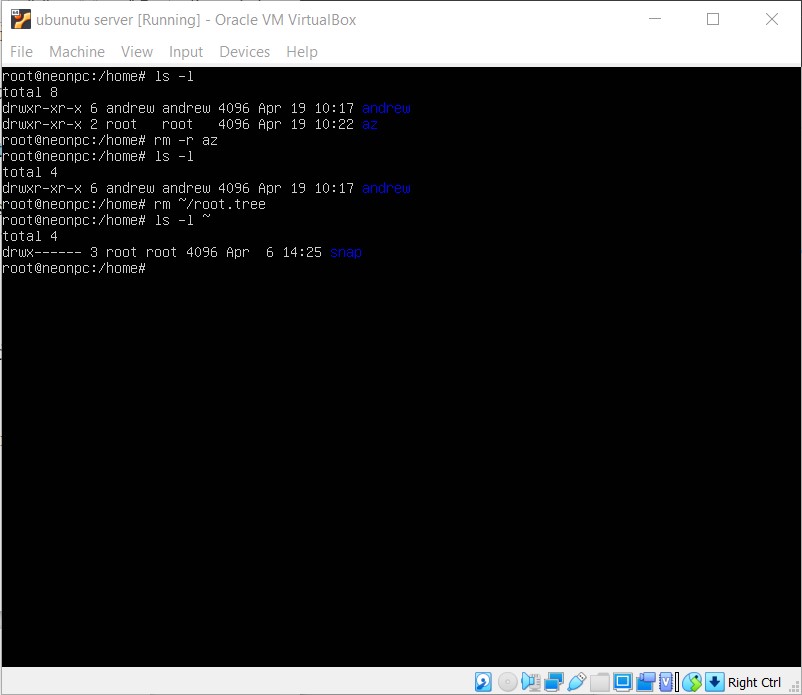 ubunutu server [Running] - Oracle VM VirtualBox
File Machine View Input Devices Help
root@neonpc:/home# ls -l
total 8
drwxr-xr-x 6 andrew andrew 4096 Apr 19 10:17 andrew
drwxr-xr-x 2 root   root   4096 Apr 19 10:22 az
root@neonpc:/home# rm -r az
root@neonpc:/home# ls -l
total 4
drwxr-xr-x 6 andrew andrew 4096 Apr 19 10:17 andrew
root@neonpc:/home# rm ~/root.tree
root@neonpc:/home# ls -l ~
total 4
drwx------ 3 root root 4096 Apr  6 14:25 snap
root@neonpc:/home#
Right Ctrl